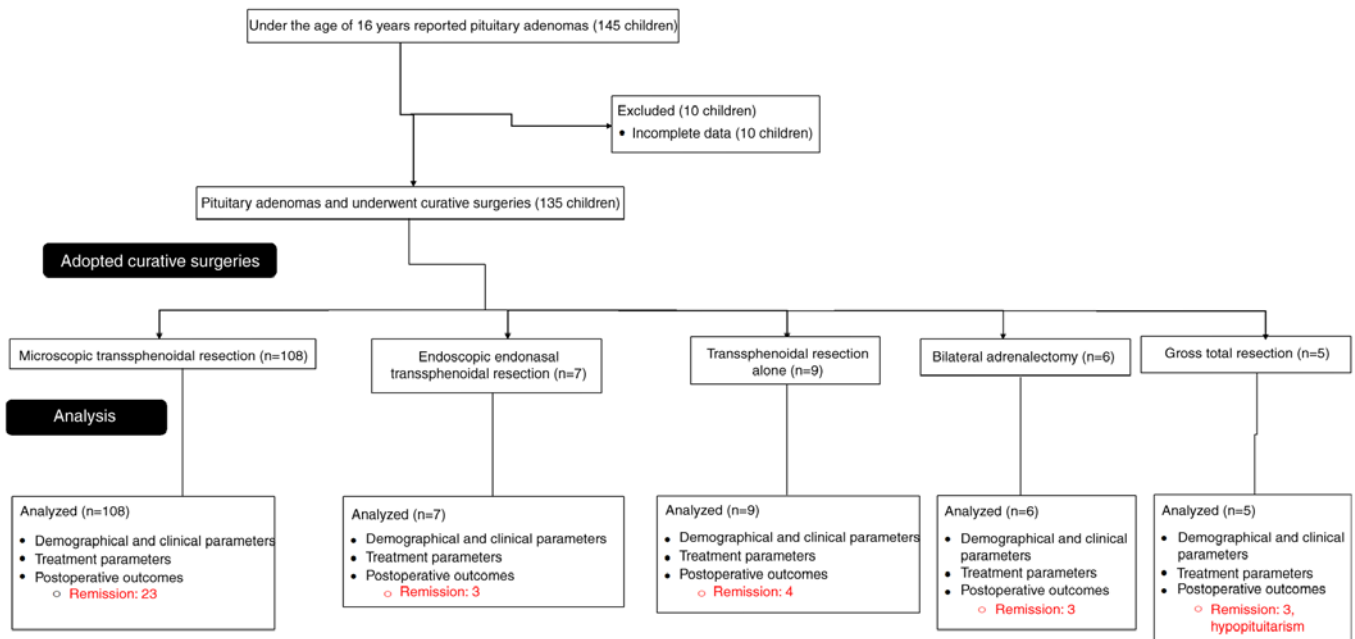 Under the age of 16 years reported pituitary adenomas (145 children)
Excluded (10 children)
• Incomplete data (10 children)
Pituitary adenomas and underwent curative surgeries (135 children)
Adopted curative surgeries
Microscopic transsphenoidal resection (n=108)
Endoscopic endonasal
transsphenoidal resection (n=7)
Transsphenoidal resection
alone (n=9)
Bilateral adrenalectomy (n=6)
Gross total resection (n=5)
Analysis
Analyzed (n=108)
• Demographical and clinical parameters
• Treatment parameters
• Postoperative outcomes
○ Remission: 23
Analyzed (n=7)
• Demographical and clinical parameters
• Treatment parameters
• Postoperative outcomes
○ Remission: 3
Analyzed (n=9)
• Demographical and clinical parameters
• Treatment parameters
• Postoperative outcomes
○ Remission: 4
Analyzed (n=6)
• Demographical and clinical
parameters
• Treatment parameters
• Postoperative outcomes
○ Remission: 3
Analyzed (n=5)
• Demographical and clinical
parameters
• Treatment parameters
• Postoperative outcomes
○ Remission: 3,
hypopituitarism